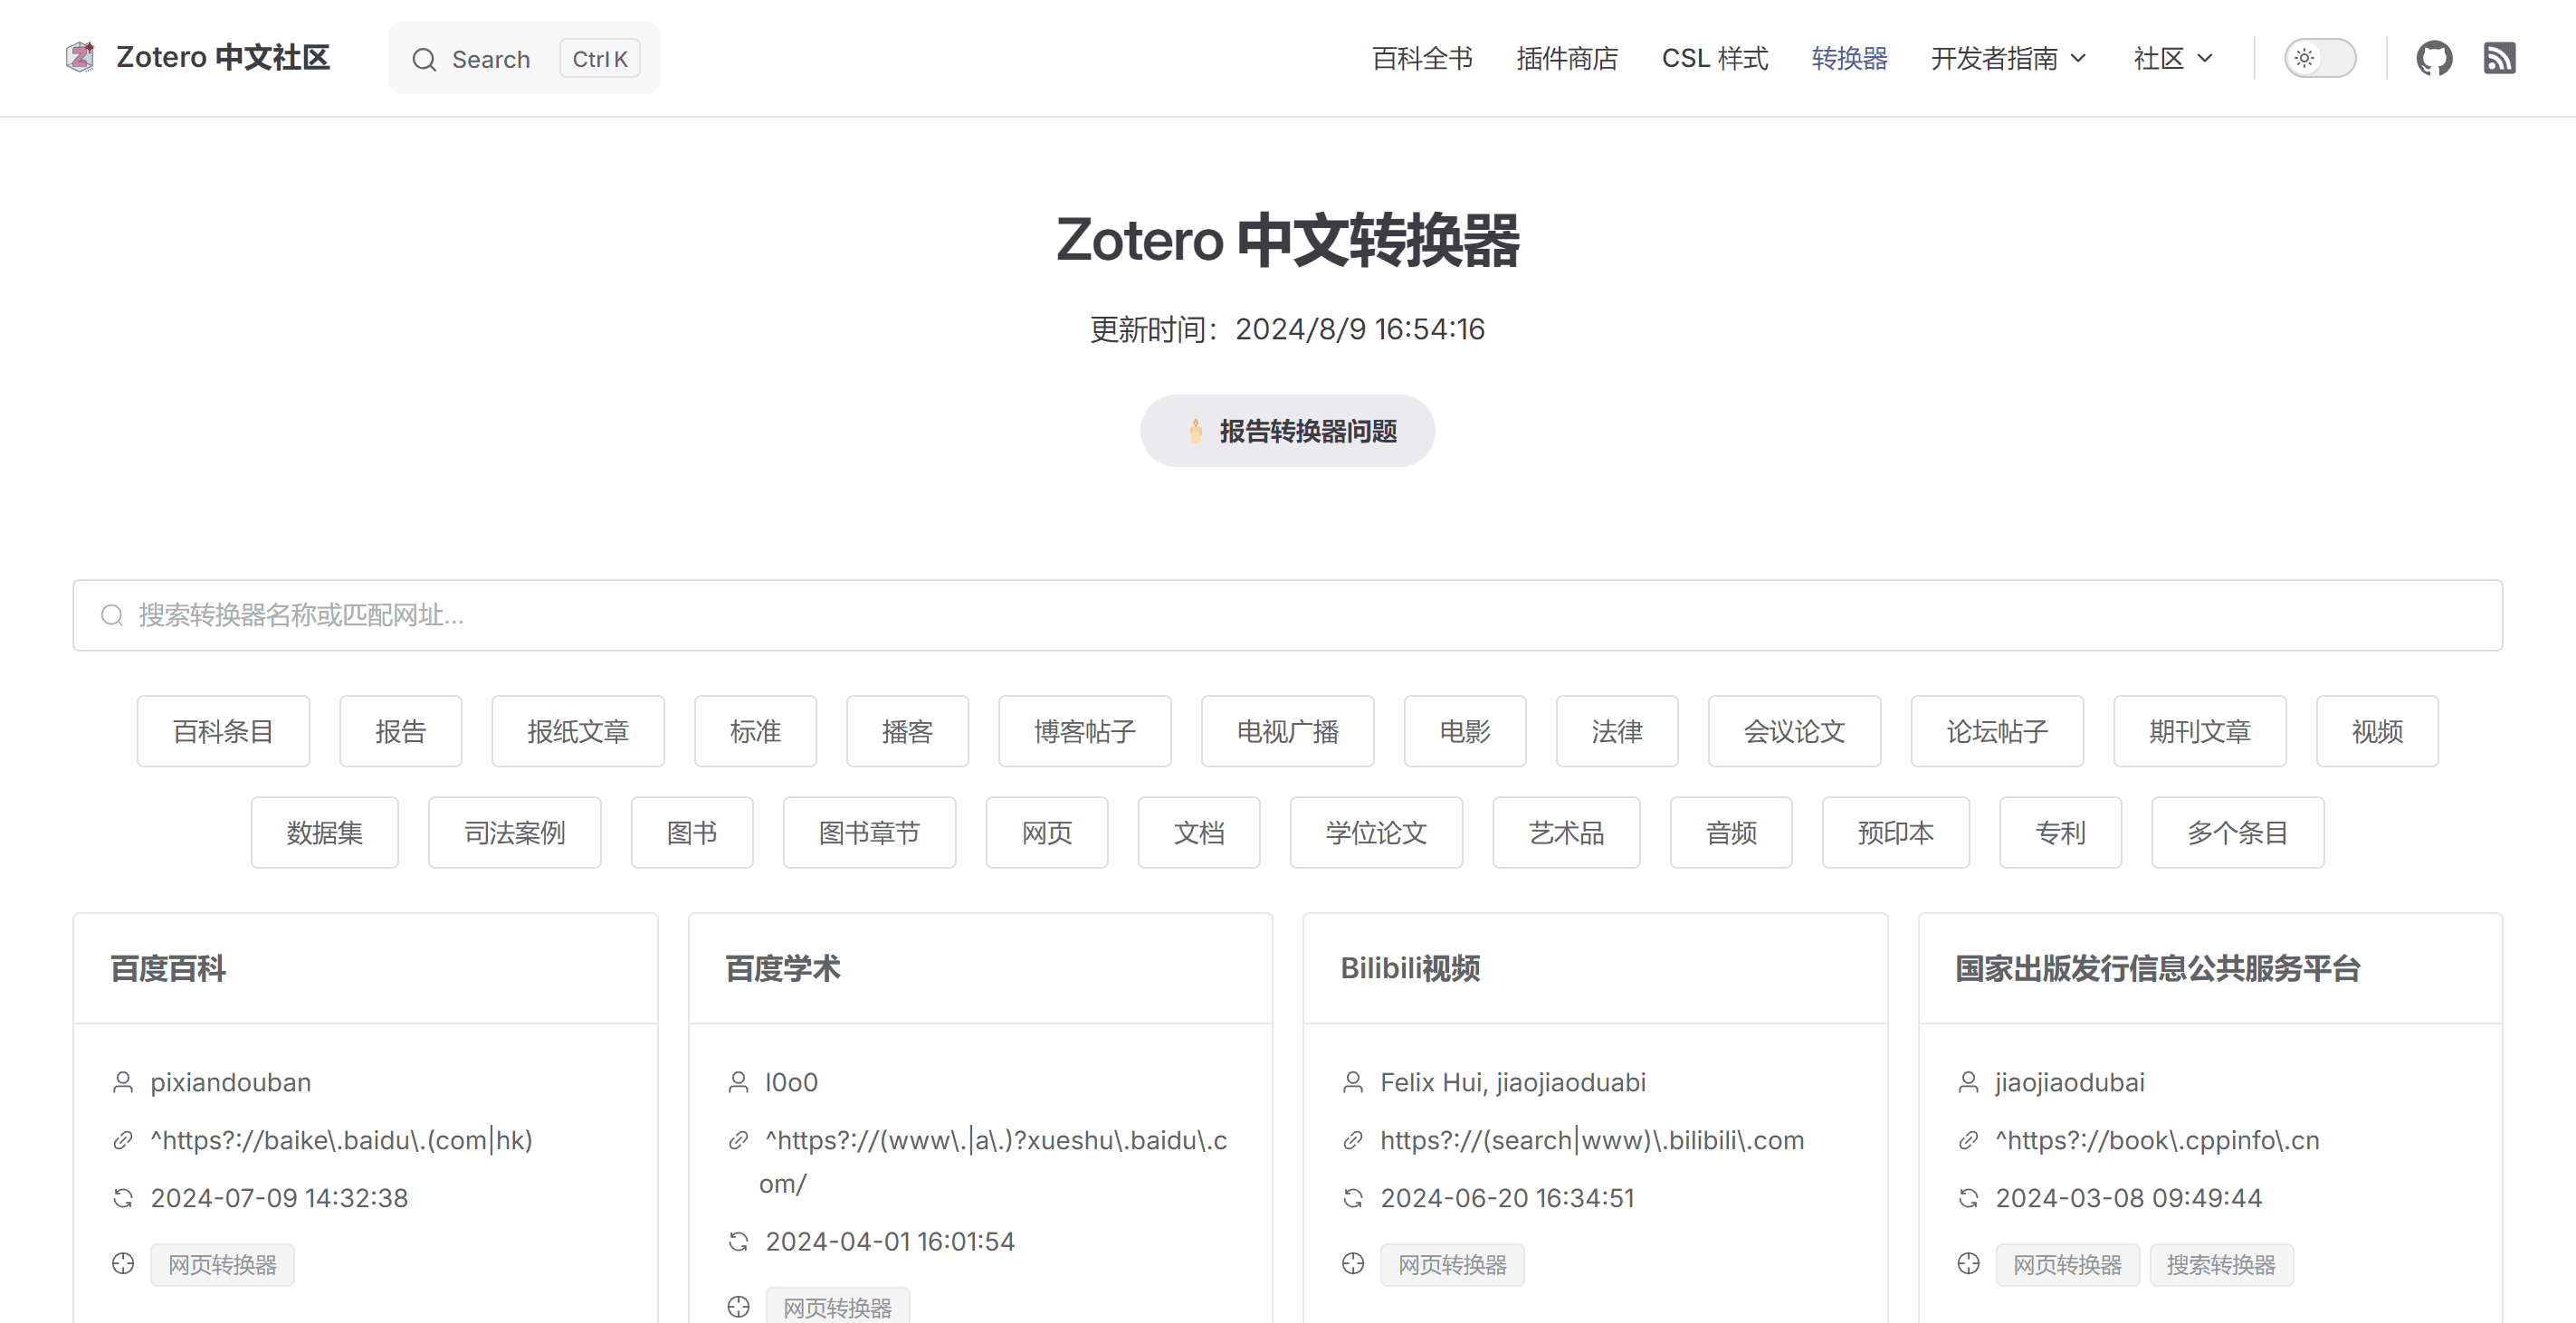 Zotero 中文社区
Search Ctrl K
百科全书 插件商店 CSL 样式 转换器 开发者指南 社区
Zotero 中文转换器
更新时间：2024/8/9 16:54:16
报告转换器问题
搜索转换器名称或匹配网址...
百科条目 报告 报纸文章 标准 播客 博客帖子 电视广播 电影 法律 会议论文 论坛帖子 期刊文章 视频
数据集 司法案例 图书 图书章节 网页 文档 学位论文 艺术品 音频 预印本 专利 多个条目
百度百科
pixiandouban
^https?://baike\.baidu\.(com|hk)
2024-07-09 14:32:38
网页转换器
百度学术
l0o0
^https?://(www\.|a\.)?xueshu\.baidu\.c
om/
2024-04-01 16:01:54
网页转换器
Bilibili视频
Felix Hui, jiaojiaoduabi
https?://(search|www)\.bilibili\.com
2024-06-20 16:34:51
网页转换器
国家出版发行信息公共服务平台
jiaojiaodubai
^https?://book\.cppinfo\.cn
2024-03-08 09:49:44
网页转换器 搜索转换器